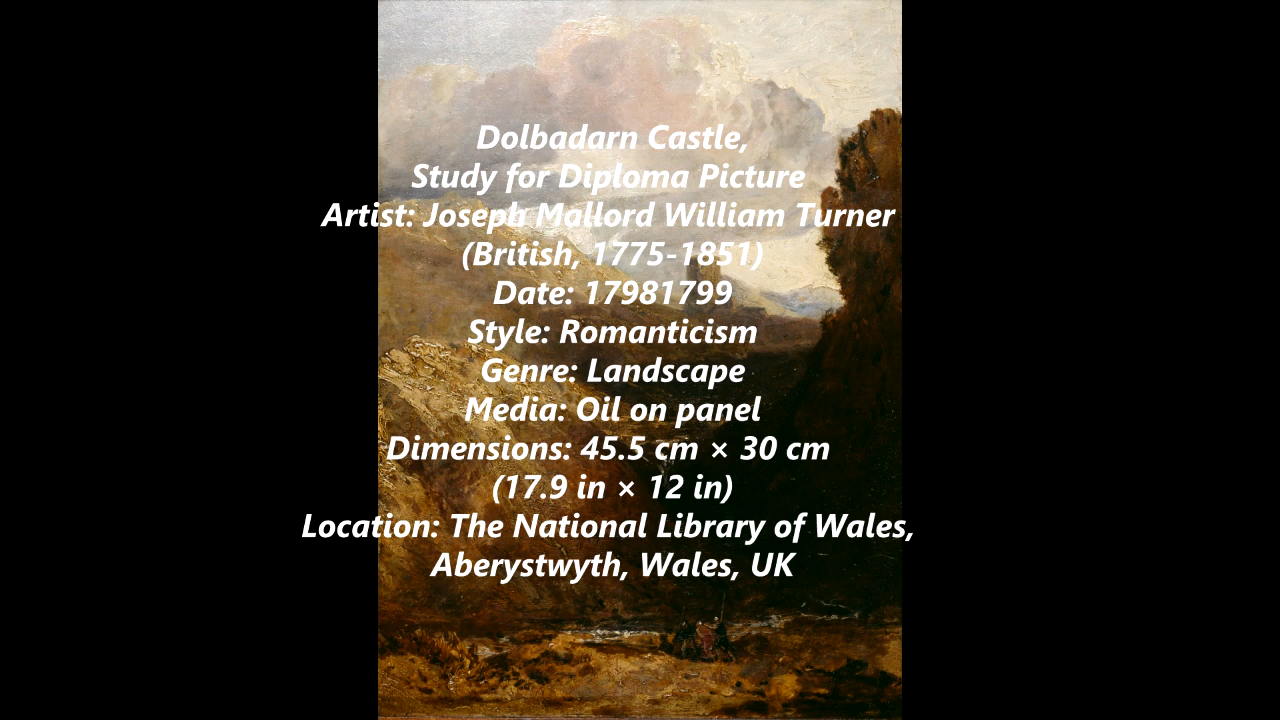 Dolbadarn Castle,
Study for Diploma Picture
Artist: Joseph Mallord William Turner
(British, 1775-1851)
Date: 17981799
Style: Romanticism
Genre: Landscape
Media: Oil on panel
Dimensions: 45.5 cm × 30 cm
(17.9 in × 12 in)
Location: The National Library of Wales,
Aberystwyth, Wales, UK